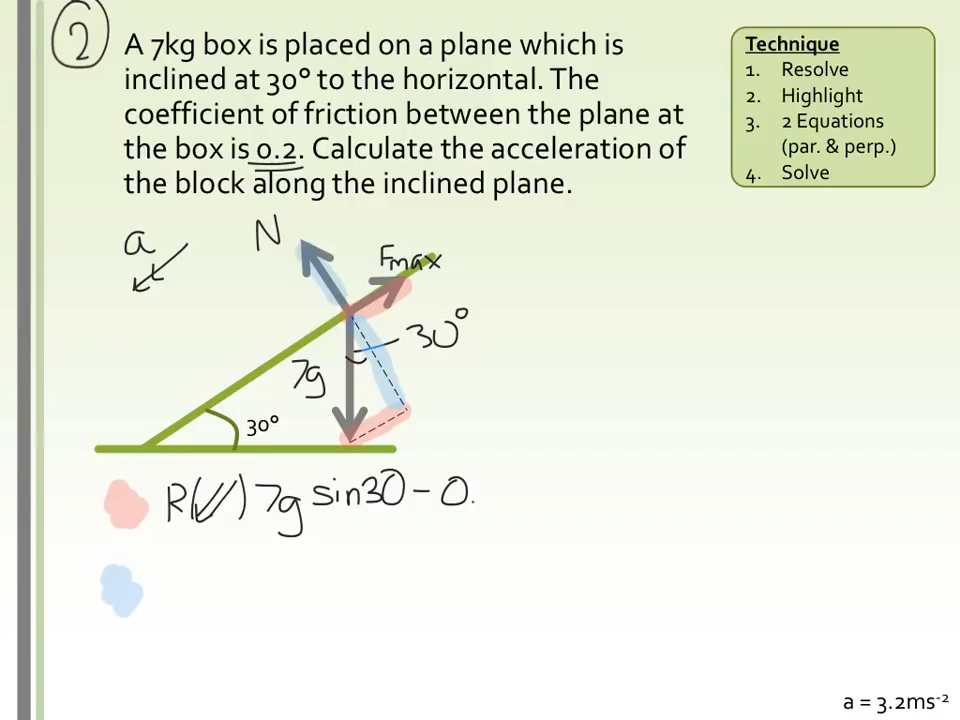 2
A 7kg box is placed on a plane which is
inclined at 30° to the horizontal. The
coefficient of friction between the plane at
the box is 0.2. Calculate the acceleration of
the block along the inclined plane.
Technique
1. Resolve
2. Highlight
3. 2 Equations
(par. & perp.)
4. Solve
a
N
Fmax
30°
7g
30°
R(↙) 7g sin30 - 0.
a = 3.2ms⁻²